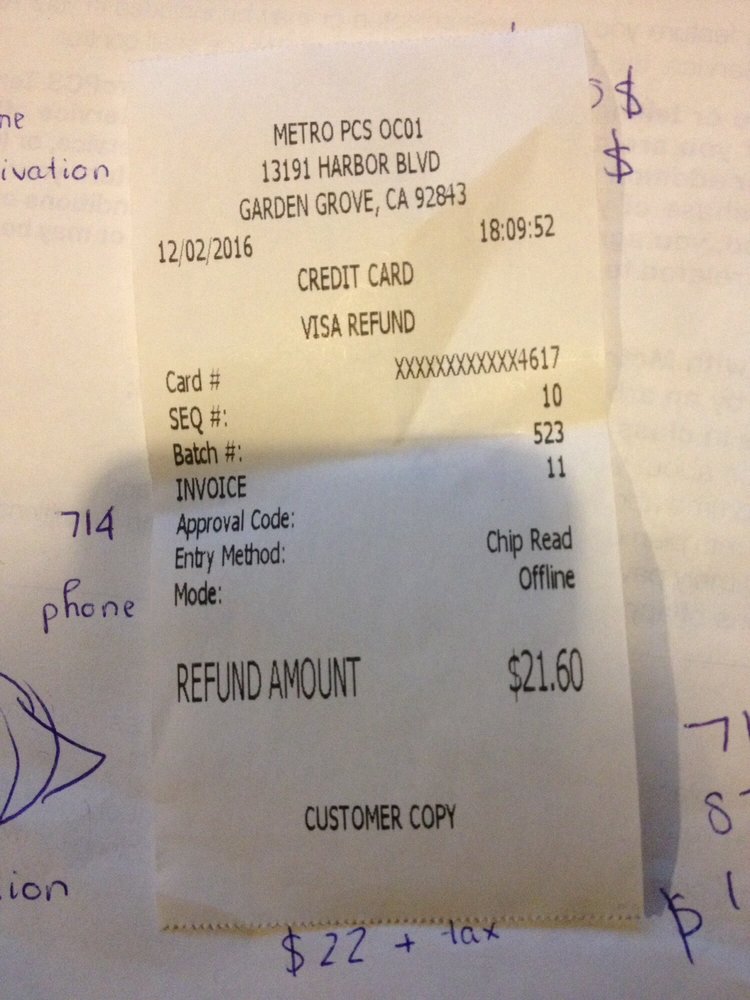 METRO PCS OC01
13191 HARBOR BLVD
GARDEN GROVE, CA 92843
12/02/2016 18:09:52
CREDIT CARD
VISA REFUND
Card # XXXXXXXXXXXX4617
SEQ #: 10
Batch #: 523
INVOICE 11
Approval Code:
Entry Method: Chip Read
Mode: Offline
REFUND AMOUNT $21.60
CUSTOMER COPY
ivation
$
$
714
phone
$22 + tax